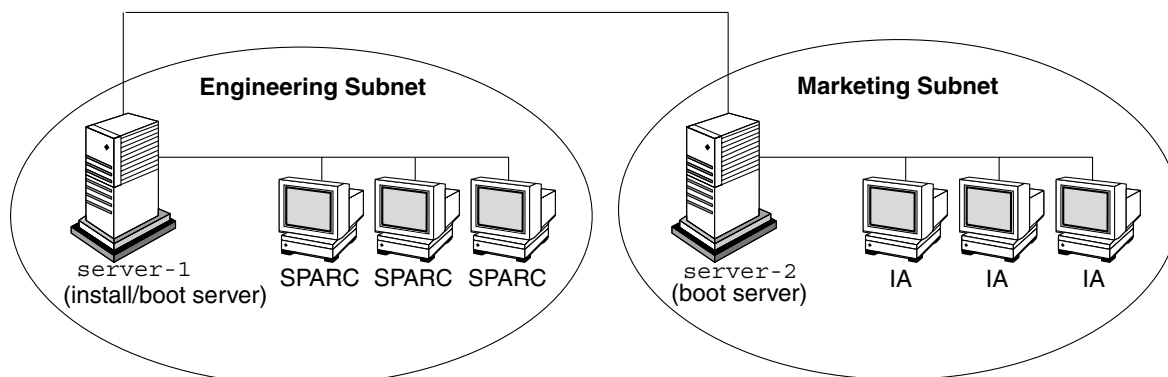 Engineering Subnet
Marketing Subnet
server-1
(install/boot server)
SPARC SPARC SPARC
server-2
(boot server)
IA IA IA